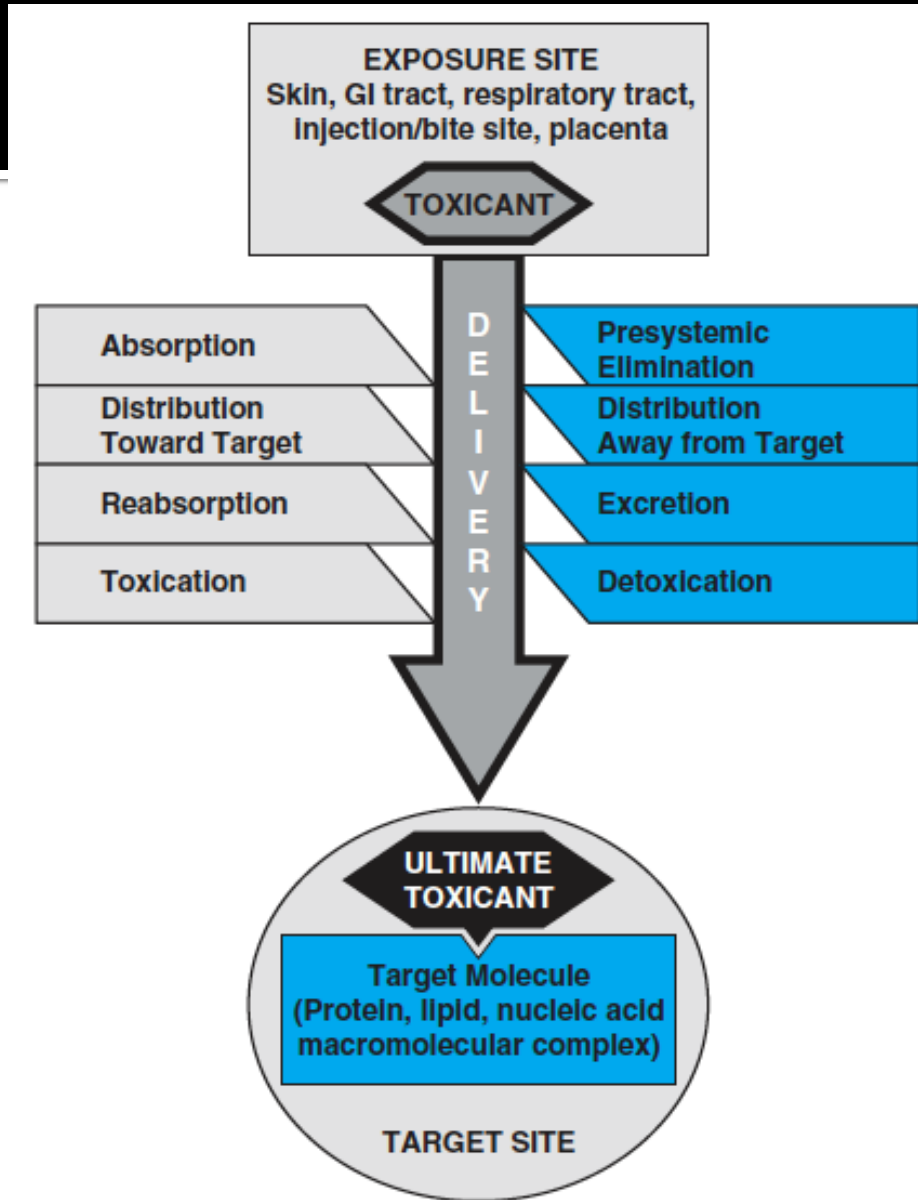 EXPOSURE SITE
Skin, GI tract, respiratory tract,
injection/bite site, placenta
TOXICANT
DELIVERY
Absorption
Distribution
Toward Target
Reabsorption
Toxication
Presystemic
Elimination
Distribution
Away from Target
Excretion
Detoxication
ULTIMATE
TOXICANT
Target Molecule
(Protein, lipid, nucleic acid
macromolecular complex)
TARGET SITE